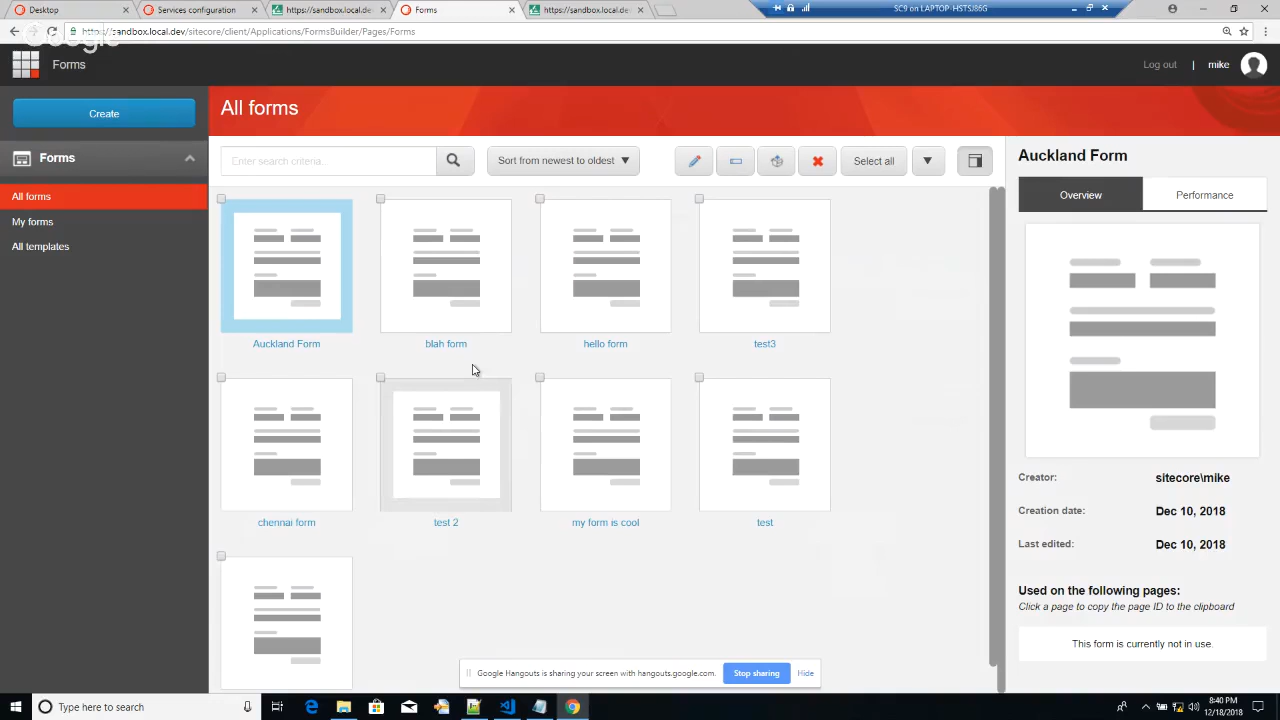 Desktop
Services configuration
https://sandbox.local.dev/
Forms
https://sandbox.local.dev/
SC9 on LAPTOP-HSTSJ86G
https://sandbox.local.dev/sitecore/client/Applications/FormsBuilder/Pages/Forms
Google
Forms
Log out | mike
Create
Forms
All forms
My forms
All templates
All forms
Enter search criteria..
Sort from newest to oldest
Select all
Auckland Form
blah form
hello form
test3
chennai form
test 2
my form is cool
test
Auckland Form
Overview
Performance
Creator: sitecore\mike
Creation date: Dec 10, 2018
Last edited: Dec 10, 2018
Used on the following pages:
Click a page to copy the page ID to the clipboard
This form is currently not in use.
Google Hangouts is sharing your screen with hangouts.google.com.
Stop sharing
Hide
Type here to search
8:40 PM
12/18/2018